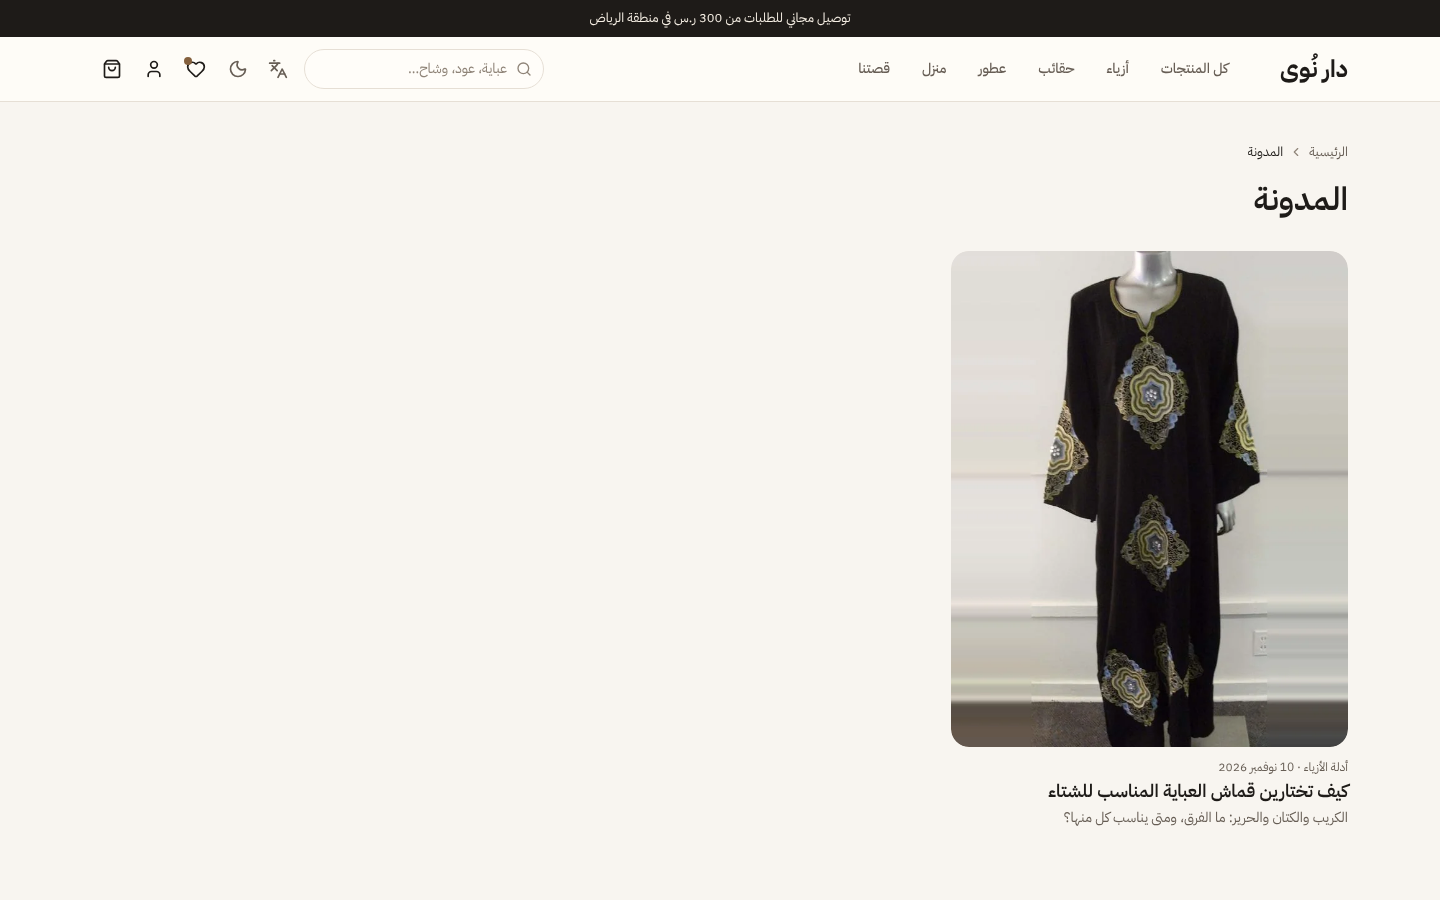 توصيل مجاني للطلبات من 300 ر.س في منطقة الرياض
دار نُوى
كل المنتجات
أزياء
حقائب
عطور
منزل
قصتنا
عباية، عود، وشاح...
الرئيسية
المدونة
المدونة
أدلة الأزياء · 10 نوفمبر 2026
كيف تختارين قماش العباية المناسب للشتاء
الكريب والكتان والحرير: ما الفرق، ومتى يناسب كل منها؟